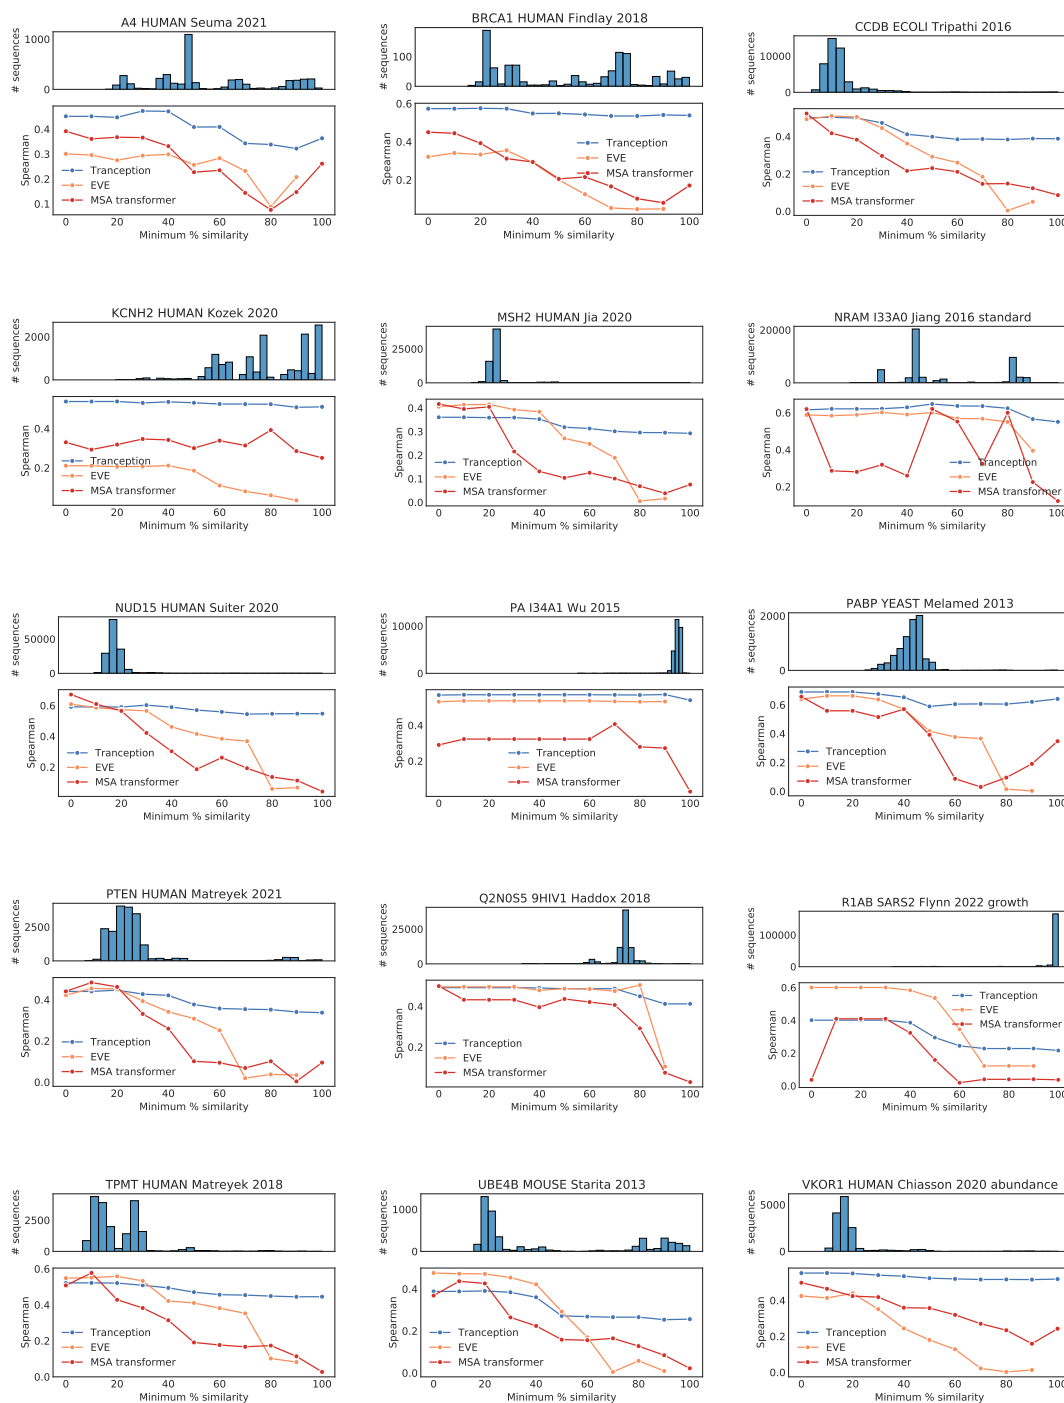 A4 HUMAN Seuma 2021
# sequences
1000
0
Spearman
0.4
0.3
0.2
0.1
Tranception
EVE
MSA transformer
0 20 40 60 80 100
Minimum % similarity
BRCA1 HUMAN Findlay 2018
# sequences
100
0
Spearman
0.6
0.4
0.2
Tranception
EVE
MSA transformer
0 20 40 60 80 100
Minimum % similarity
CCDB ECOLI Tripathi 2016
# sequences
10000
0
Spearman
0.4
0.2
0.0
Tranception
EVE
MSA transformer
0 20 40 60 80 100
Minimum % similarity
KCNH2 HUMAN Kozek 2020
# sequences
2000
0
Spearman
0.4
0.2
Tranception
EVE
MSA transformer
0 20 40 60 80 100
Minimum % similarity
MSH2 HUMAN Jia 2020
# sequences
25000
0
Spearman
0.4
0.3
0.2
0.1
0.0
Tranception
EVE
MSA transformer
0 20 40 60 80 100
Minimum % similarity
NRAM I33A0 Jiang 2016 standard
# sequences
20000
0
Spearman
0.6
0.4
0.2
Tranception
EVE
MSA transformer
0 20 40 60 80 100
Minimum % similarity
NUD15 HUMAN Suiter 2020
# sequences
50000
0
Spearman
0.6
0.4
0.2
Tranception
EVE
MSA transformer
0 20 40 60 80 100
Minimum % similarity
PA I34A1 Wu 2015
# sequences
10000
0
Spearman
0.4
0.2
Tranception
EVE
MSA transformer
0 20 40 60 80 100
Minimum % similarity
PABP YEAST Melamed 2013
# sequences
2000
0
Spearman
0.6
0.4
0.2
0.0
Tranception
EVE
MSA transformer
0 20 40 60 80 100
Minimum % similarity
PTEN HUMAN Matreyek 2021
# sequences
2500
0
Spearman
0.4
0.2
0.0
Tranception
EVE
MSA transformer
0 20 40 60 80 100
Minimum % similarity
Q2N0S5 9HIV1 Haddox 2018
# sequences
25000
0
Spearman
0.4
0.2
Tranception
EVE
MSA transformer
0 20 40 60 80 100
Minimum % similarity
R1AB SARS2 Flynn 2022 growth
# sequences
100000
0
Spearman
0.6
0.4
0.2
0.0
Tranception
EVE
MSA transformer
0 20 40 60 80 100
Minimum % similarity
TPMT HUMAN Matreyek 2018
# sequences
2500
0
Spearman
0.6
0.4
0.2
0.0
Tranception
EVE
MSA transformer
0 20 40 60 80 100
Minimum % similarity
UBE4B MOUSE Starita 2013
# sequences
1000
0
Spearman
0.4
0.2
0.0
Tranception
EVE
MSA transformer
0 20 40 60 80 100
Minimum % similarity
VKOR1 HUMAN Chiasson 2020 abundance
# sequences
5000
0
Spearman
0.4
0.2
0.0
Tranception
EVE
MSA transformer
0 20 40 60 80 100
Minimum % similarity